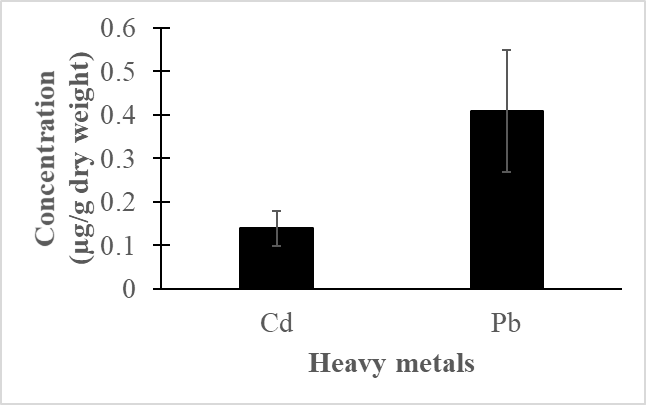 Concentration
(µg/g dry weight)
0.6
0.5
0.4
0.3
0.2
0.1
0
Cd
Pb
Heavy metals